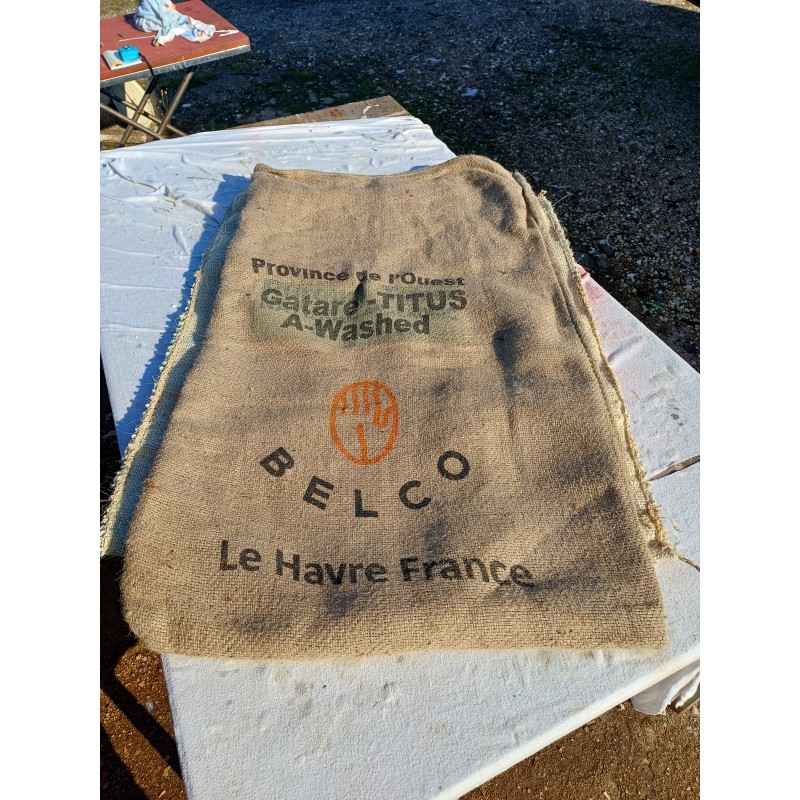 Province de l'Ouest
Gatare-TITUS
A-Washed
BELCO
Le Havre France